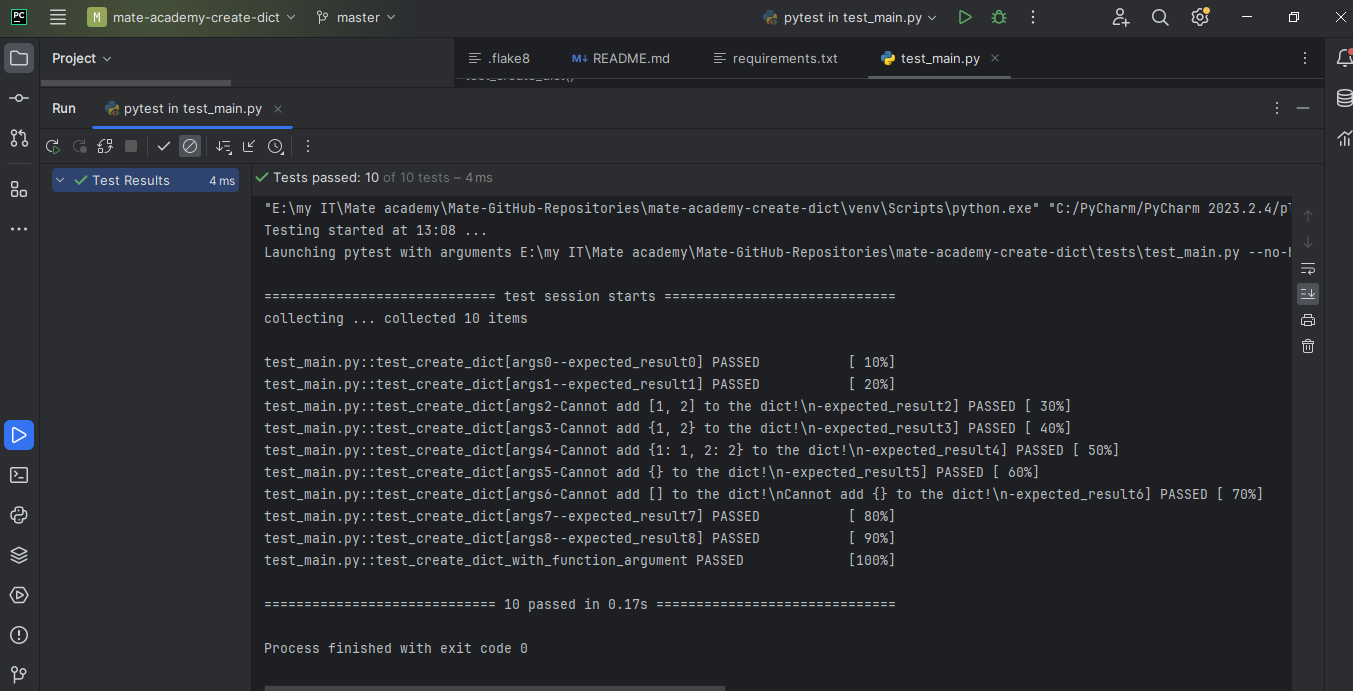 PC
M mate-academy-create-dict
master
pytest in test_main.py
Project
.flake8
M↓ README.md
requirements.txt
test_main.py
test_create_dict()
Run
pytest in test_main.py
Test Results 4 ms
Tests passed: 10 of 10 tests – 4 ms
"E:\my IT\Mate academy\Mate-GitHub-Repositories\mate-academy-create-dict\venv\Scripts\python.exe" "C:/PyCharm/PyCharm 2023.2.4/pl
Testing started at 13:08 ...
Launching pytest with arguments E:\my IT\Mate academy\Mate-GitHub-Repositories\mate-academy-create-dict\tests\test_main.py --no-h
============================= test session starts =============================
collecting ... collected 10 items
test_main.py::test_create_dict[args0--expected_result0] PASSED           [ 10%]
test_main.py::test_create_dict[args1--expected_result1] PASSED           [ 20%]
test_main.py::test_create_dict[args2-Cannot add [1, 2] to the dict!\n-expected_result2] PASSED [ 30%]
test_main.py::test_create_dict[args3-Cannot add {1, 2} to the dict!\n-expected_result3] PASSED [ 40%]
test_main.py::test_create_dict[args4-Cannot add {1: 1, 2: 2} to the dict!\n-expected_result4] PASSED [ 50%]
test_main.py::test_create_dict[args5-Cannot add {} to the dict!\n-expected_result5] PASSED [ 60%]
test_main.py::test_create_dict[args6-Cannot add [] to the dict!\nCannot add {} to the dict!\n-expected_result6] PASSED [ 70%]
test_main.py::test_create_dict[args7--expected_result7] PASSED           [ 80%]
test_main.py::test_create_dict[args8--expected_result8] PASSED           [ 90%]
test_main.py::test_create_dict_with_function_argument PASSED             [100%]
============================= 10 passed in 0.17s ==============================
Process finished with exit code 0